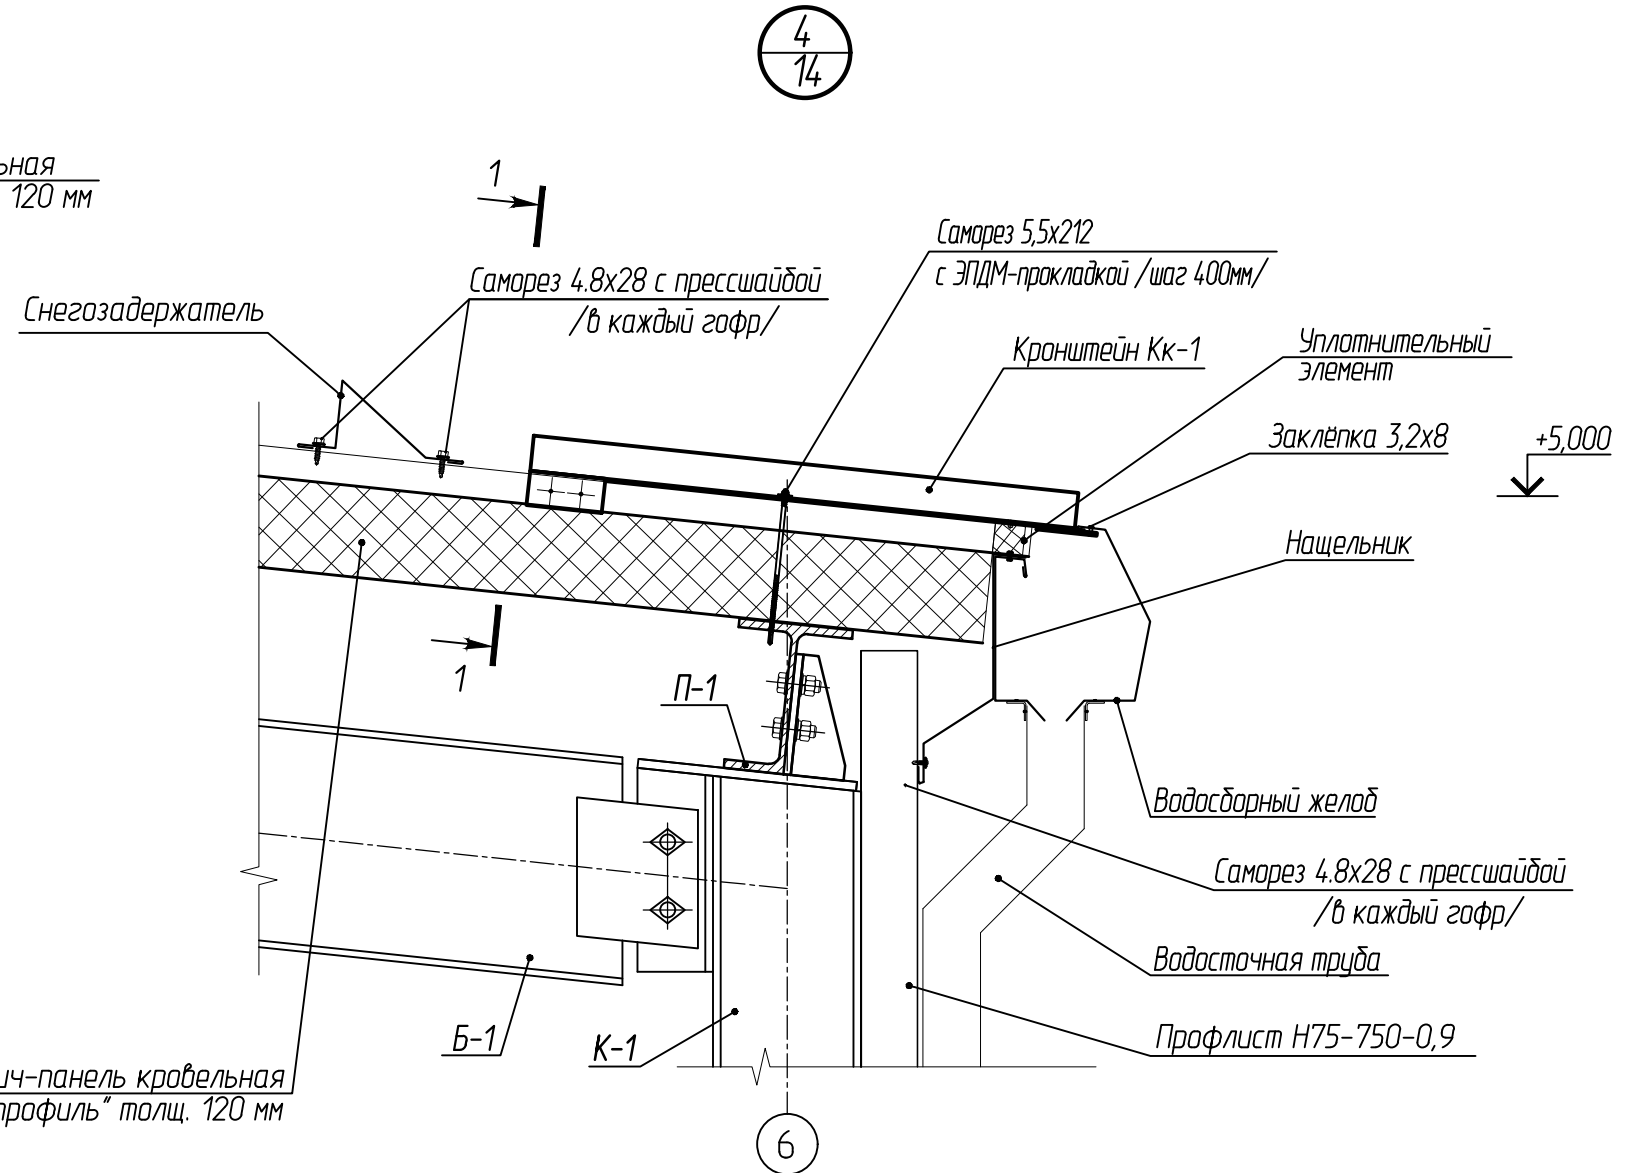 4
14
ьная
120 мм
1
Саморез 5,5х212
с ЭПДМ-прокладкой /шаг 400мм/
Саморез 4.8х28 с прессшайбой
/в каждый гофр/
Снегозадержатель
Кронштейн Кк-1
Уплотнительный
элемент
Заклёпка 3,2х8
+5,000
Нащельник
1
П-1
Водосборный желоб
Саморез 4.8х28 с прессшайбой
/в каждый гофр/
Водосточная труба
Профлист Н75-750-0,9
Б-1
К-1
ич-панель кровельная
профиль" толщ. 120 мм
6